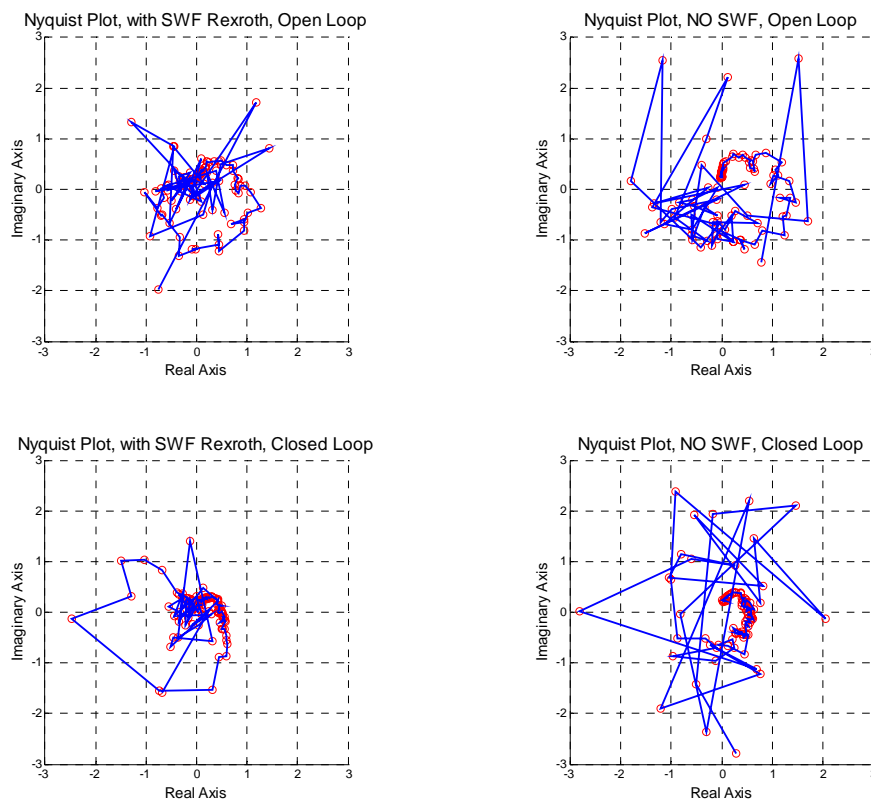 Nyquist Plot, with SWF Rexroth, Open Loop
3
2
1
0
-1
-2
-3
-3 -2 -1 0 1 2 3
Real Axis
Imaginary Axis
Nyquist Plot, NO SWF, Open Loop
3
2
1
0
-1
-2
-3
-3 -2 -1 0 1 2 3
Real Axis
Imaginary Axis
Nyquist Plot, with SWF Rexroth, Closed Loop
3
2
1
0
-1
-2
-3
-3 -2 -1 0 1 2 3
Real Axis
Imaginary Axis
Nyquist Plot, NO SWF, Closed Loop
3
2
1
0
-1
-2
-3
-3 -2 -1 0 1 2 3
Real Axis
Imaginary Axis